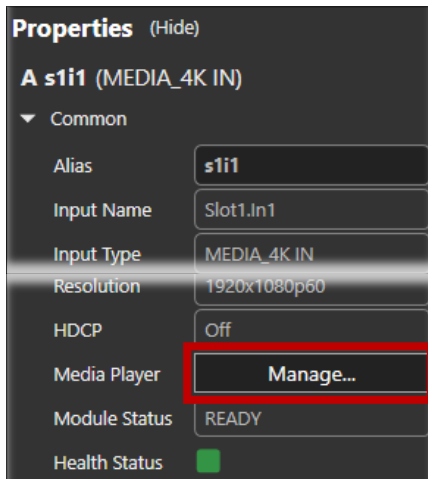 Properties (Hide)
A s1i1 (MEDIA_4K IN)
Common
Alias s1i1
Input Name Slot1.In1
Input Type MEDIA_4K IN
Resolution 1920x1080p60
HDCP Off
Media Player Manage...
Module Status READY
Health Status